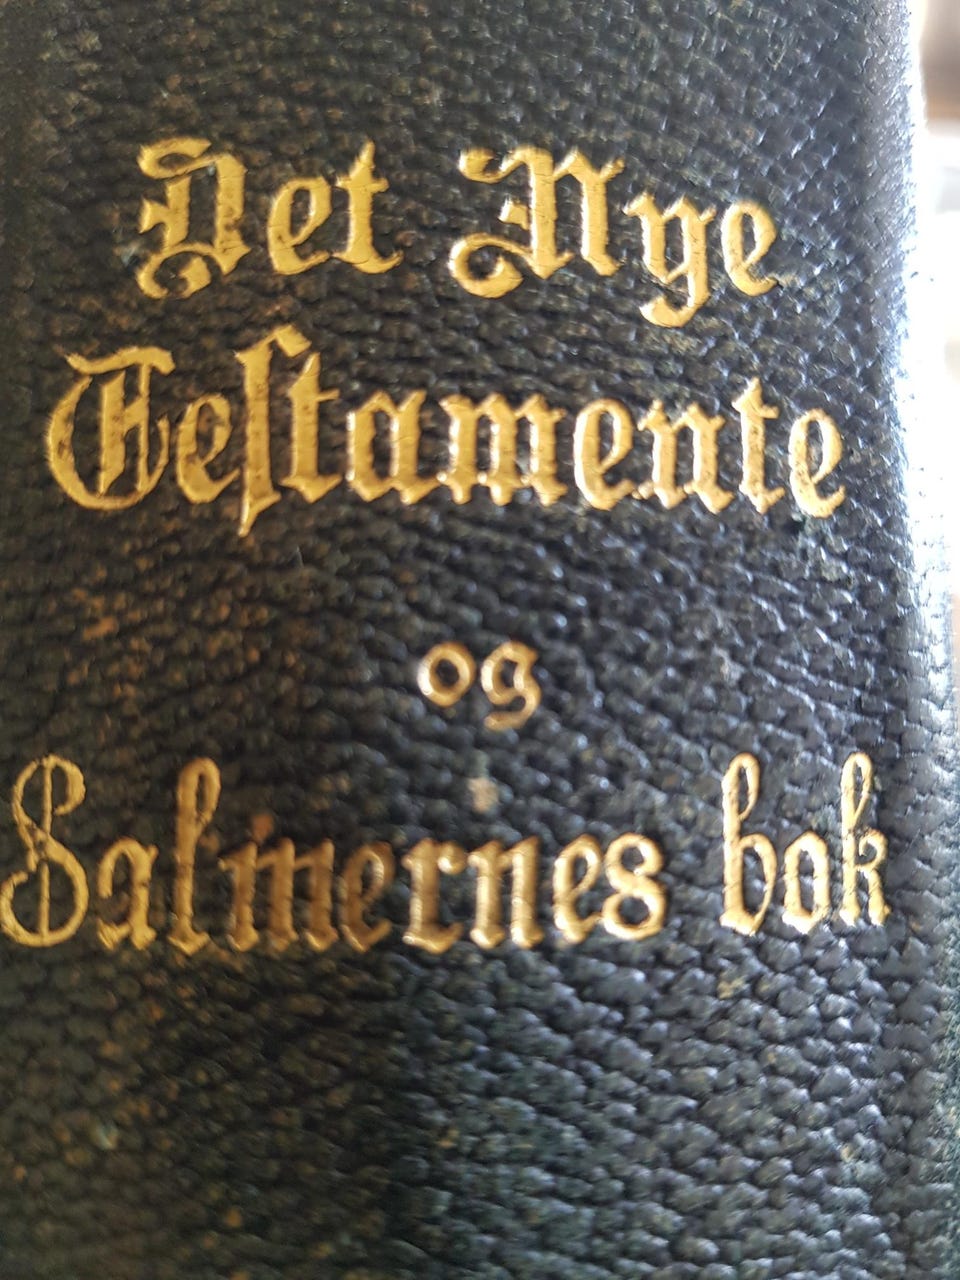 Det Nye
Teſtamente
og
Salmernes bok